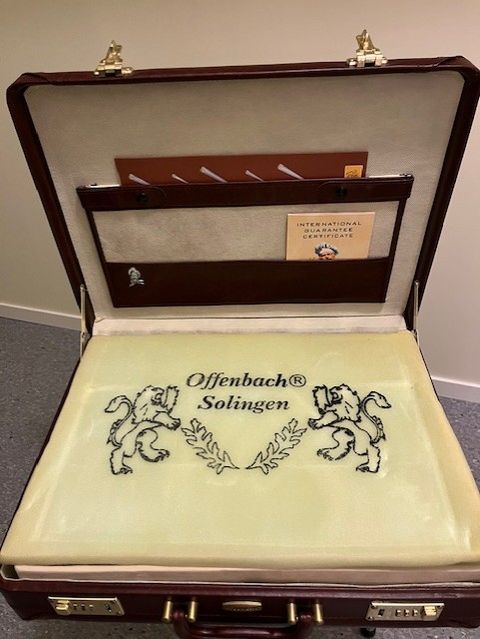 INTERNATIONAL
GUARANTEE
CERTIFICATE
Offenbach®
Solingen